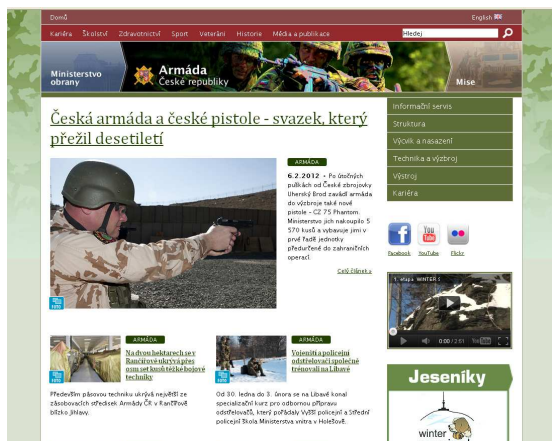 Domů
English
Kariéra Školství Zdravotnictví Sport Veteráni Historie Média a publikace
Hledej
Ministerstvo
obrany
Armáda
České republiky
Mise
Česká armáda a české pistole - svazek, který
přežil desetiletí
ARMÁDA
6.2.2012 • Po útočných
puškách od České zbrojovky
Uherský Brod zavádí armáda
do výzbroje také nové
pistole - CZ 75 Phantom.
Ministerstvo jich nakoupilo 5
570 kusů a vybavuje jimi v
prvé řadě jednotky
předurčené do zahraničních
operací.
Celý článek »
Informační servis
Struktura
Výcvik a nasazení
Technika a výzbroj
Výstroj
Kariéra
Facebook YouTube Flickr
1. etapa WINTER S
0:00 / 2:51 YouTube
ARMÁDA
Na dvou hektarech se v
Rančířově ukrývá přes
osm set kusů těžké bojové
techniky
Především pásovou techniku ukrývá největší ze
zásobovacích středisek Armády ČR v Rančířově
blízko Jihlavy.
ARMÁDA
Vojenští a policejní
odstřelovači společně
trénovali na Libavé
Od 30. ledna do 3. února se na Libavé konal
specializační kurz pro odbornou přípravu
odstřelovačů, který pořádaly Vyšší policejní a Střední
policejní škola Ministerstva vnitra v Holešově.
Jeseníky
winter